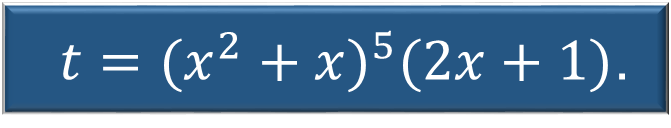 t = (x² + x)⁵(2x + 1).